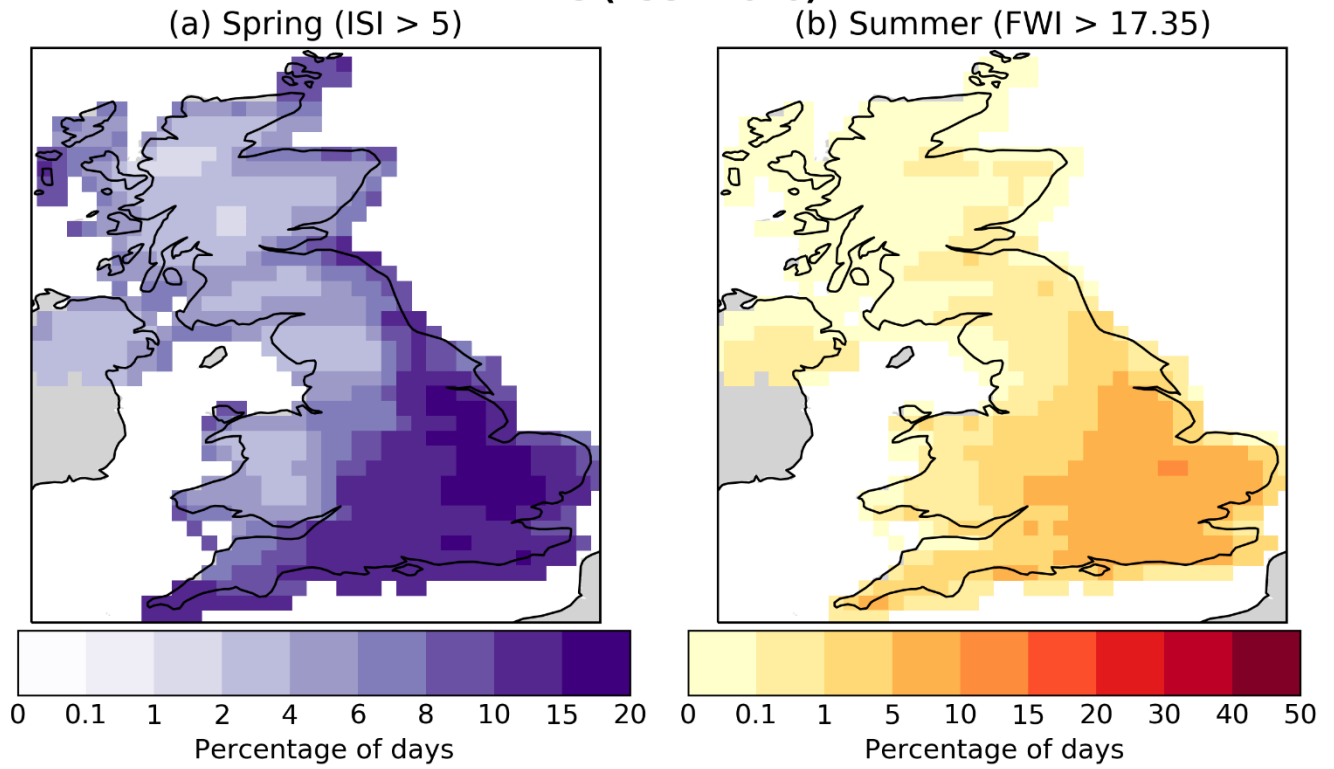 (a) Spring (ISI > 5)
(b) Summer (FWI > 17.35)
0 0.1 1 2 4 6 8 10 15 20
Percentage of days
0 0.1 1 5 10 15 20 30 40 50
Percentage of days